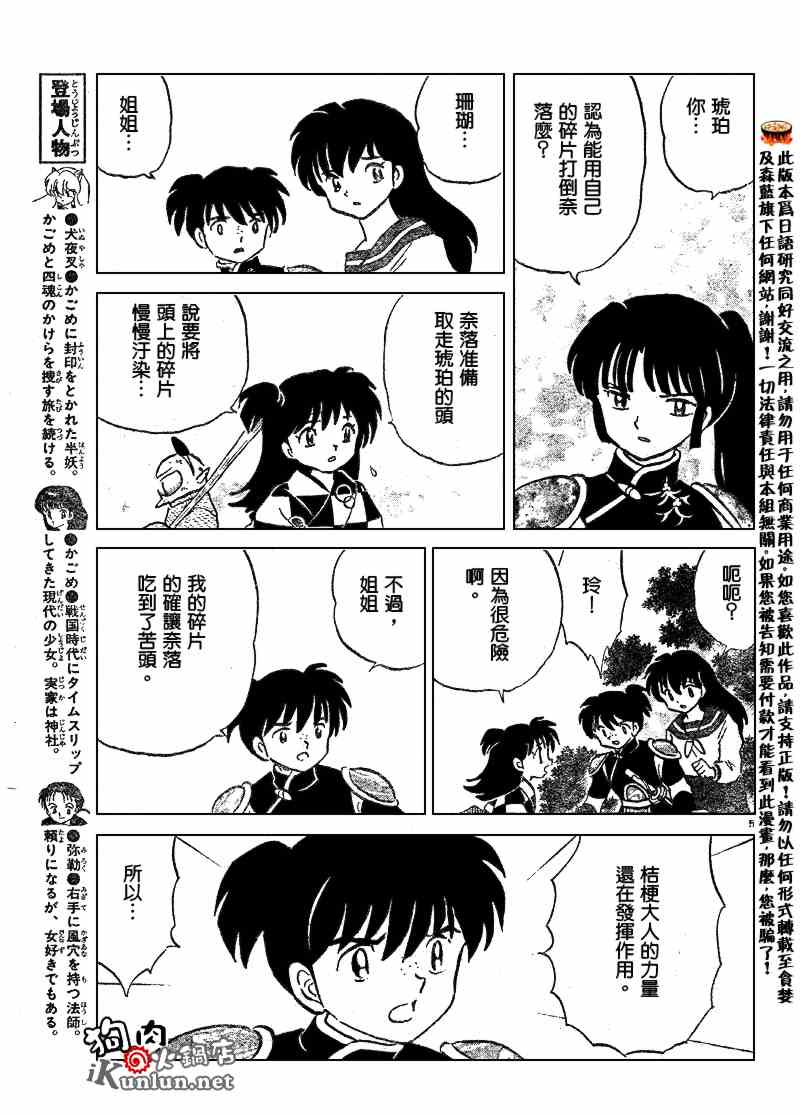 琥珀
你…
認為能用自己
的碎片打倒奈
落麼？
珊瑚…
姐姐…
奈落准備
取走琥珀的頭
說要將
頭上的碎片
慢慢汙染…
呃呃？
玲！
因為很危險
啊。
不過，
姐姐
我的碎片
的確讓奈落
吃到了苦頭。
5
桔梗大人的力量
還在發揮作用。
所以…
登場人物
とうじょうじんぶつ
●犬夜叉●かごめに封印をとかれた半妖。
かごめと四魂のかけらを捜す旅を続ける。
●かごめ●戦国時代にタイムスリップ
してきた現代の少女。実家は神社。
●弥勒●右手に風穴を持つ法師。
頼りになるが、女好きでもある。
此版本爲日語研究同好交流之用，請勿用于任何商業用途。如您喜歡此作品，請支持正版！請勿以任何形式轉載至貪婪
及森藍旗下任何網站，謝謝！一切法律責任與本組無關。如果您被告知需要付款才能看到此漫畫，那麼，您被騙了！
狗肉
火鍋店
iKunlun.net